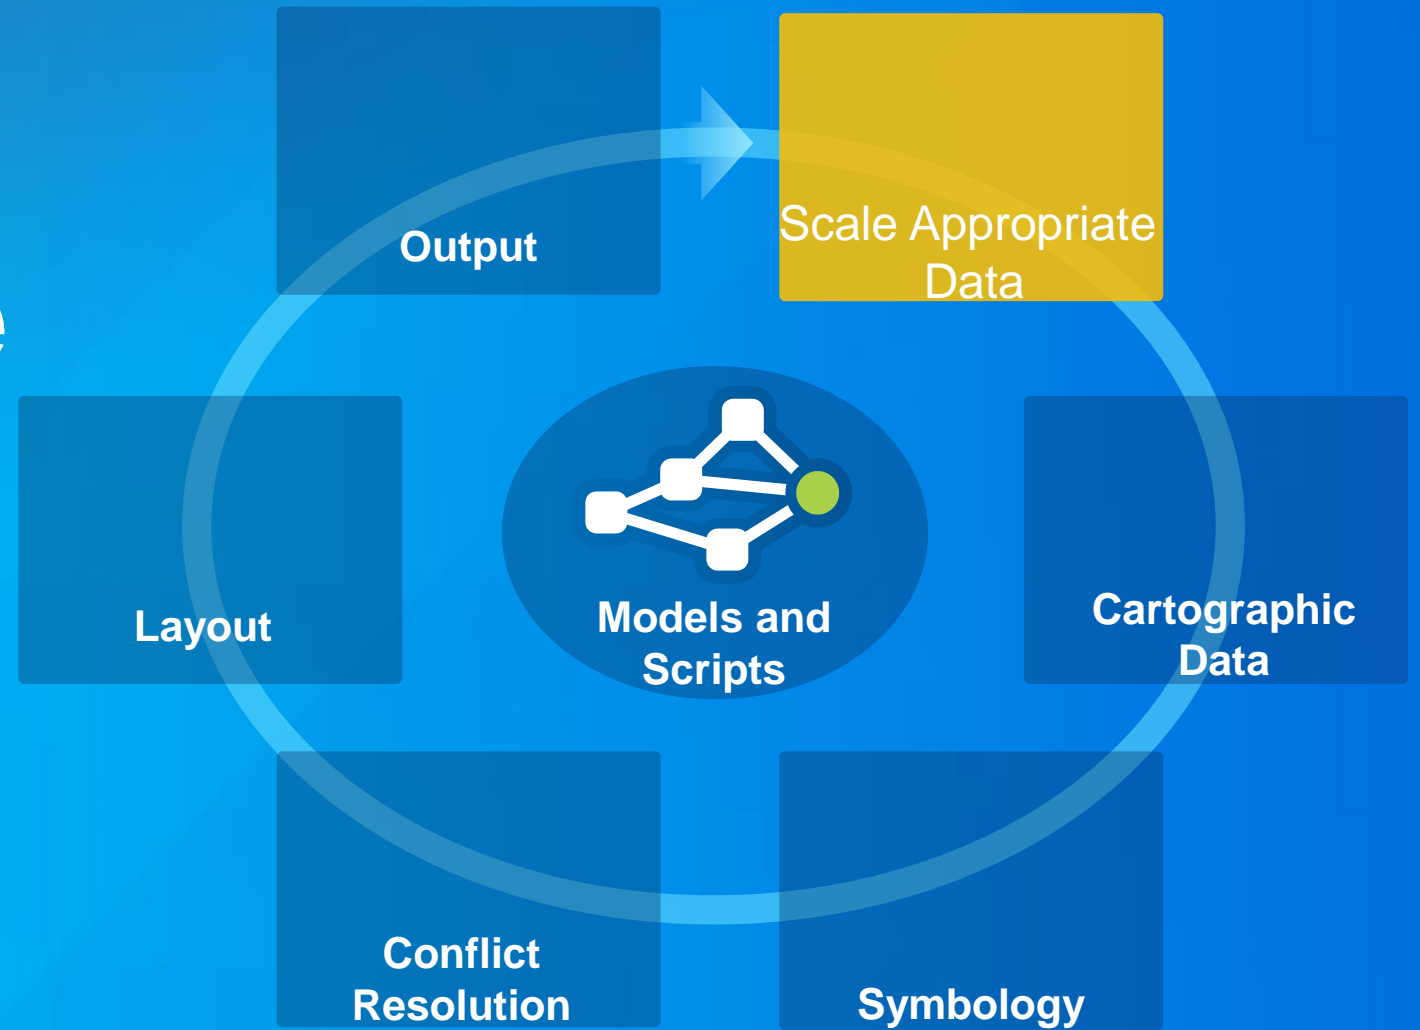 Output
Scale Appropriate
Data
e
Layout
Models and
Scripts
Cartographic
Data
Conflict
Resolution
Symbology